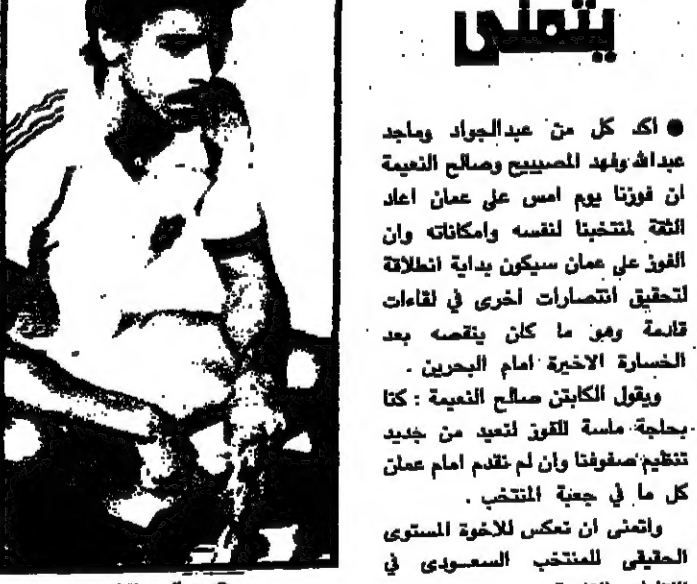 يتمنى
● اكد كل من عبدالجواد وماجد
عبدالله وفهد المصيبيح وصالح النعيمة
ان فوزنا يوم امس على عمان اعاد
الثقة لمنتخبنا لنفسه وامكاناته وان
الفوز على عمان سيكون بداية انطلاقة
لتحقيق انتصارات اخرى في لقاءات
قادمة وهو ما كان ينقصه بعد
الخسارة الاخيرة امام البحرين .
ويقول الكابتن صالح النعيمة : كنا
بحاجة ماسة للفوز لنعيد من جديد
تنظيم صفوفنا وان لم نقدم امام عمان
كل ما في جعبة المنتخب .
واتمنى ان تعكس للاخوة المستوى
الحقيقي للمنتخب السعودى في